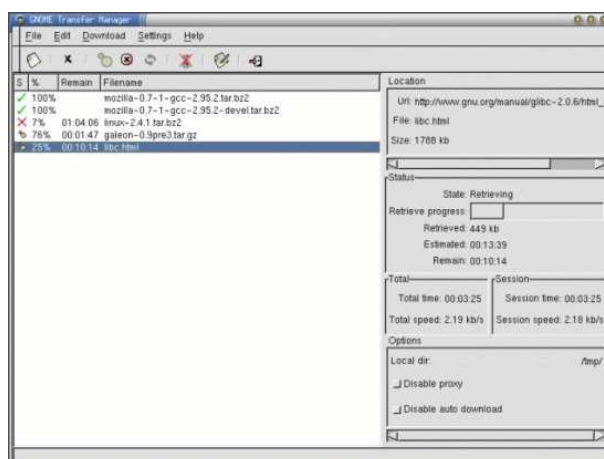 GNOME Transfer Manager
File Edit Download Settings Help
S % Remain Filename
100% mozilla-0.7-1-gcc-2.95.2.tar.bz2
100% mozilla-0.7-1-gcc-2.95.2-devel.tar.bz2
7% 01:04:06 linux-2.4.1.tar.bz2
76% 00:01:47 galeon-0.9pre3.tar.gz
25% 00:10:14 libc.html
Location
Url: http://www.gnu.org/manual/glibc-2.0.6/html_
File: libc.html
Size: 1788 kb
Status
State: Retrieving
Retrieve progress:
Retrieved: 449 kb
Estimated: 00:13:39
Remain: 00:10:14
Total
Total time: 00:03:25
Total speed: 2.19 kb/s
Session
Session time: 00:03:25
Session speed: 2.18 kb/s
Options
Local dir: /tmp/
Disable proxy
Disable auto download